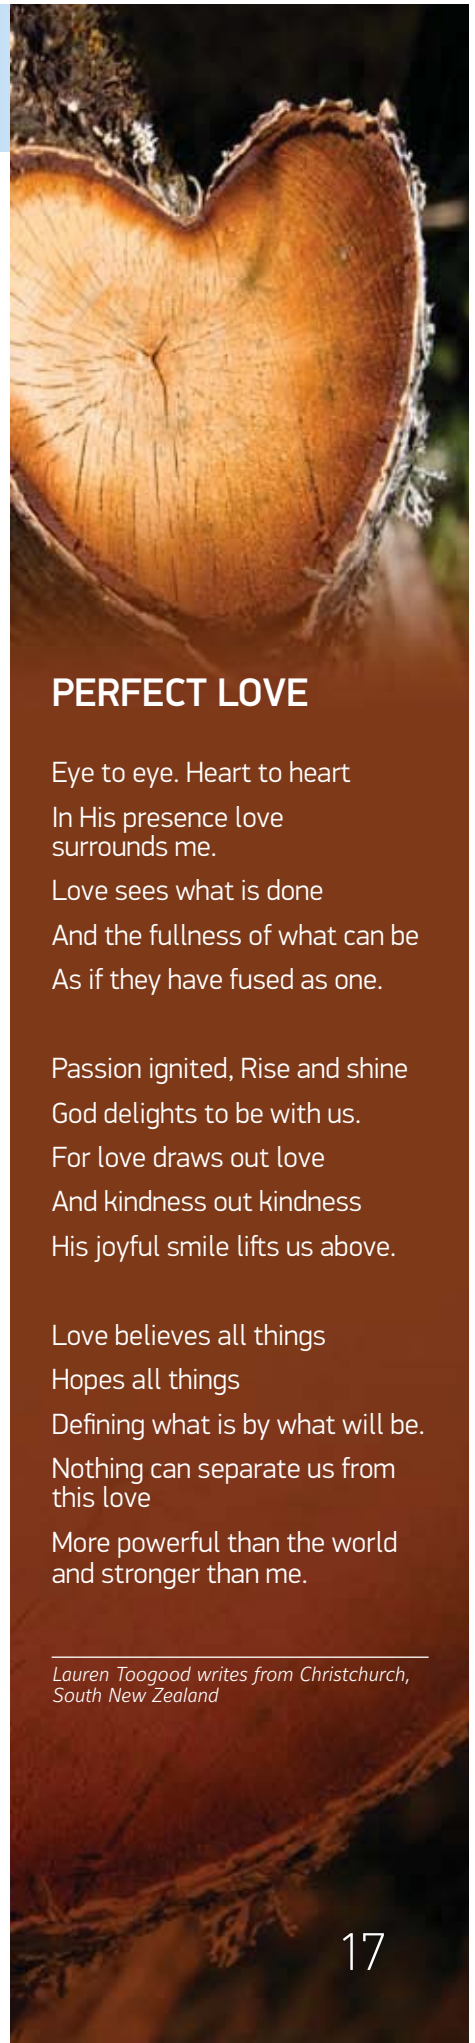 PERFECT LOVE
Eye to eye. Heart to heart
In His presence love
surrounds me.
Love sees what is done
And the fullness of what can be
As if they have fused as one.
Passion ignited, Rise and shine
God delights to be with us.
For love draws out love
And kindness out kindness
His joyful smile lifts us above.
Love believes all things
Hopes all things
Defining what is by what will be.
Nothing can separate us from
this love
More powerful than the world
and stronger than me.
Lauren Toogood writes from Christchurch,
South New Zealand
17